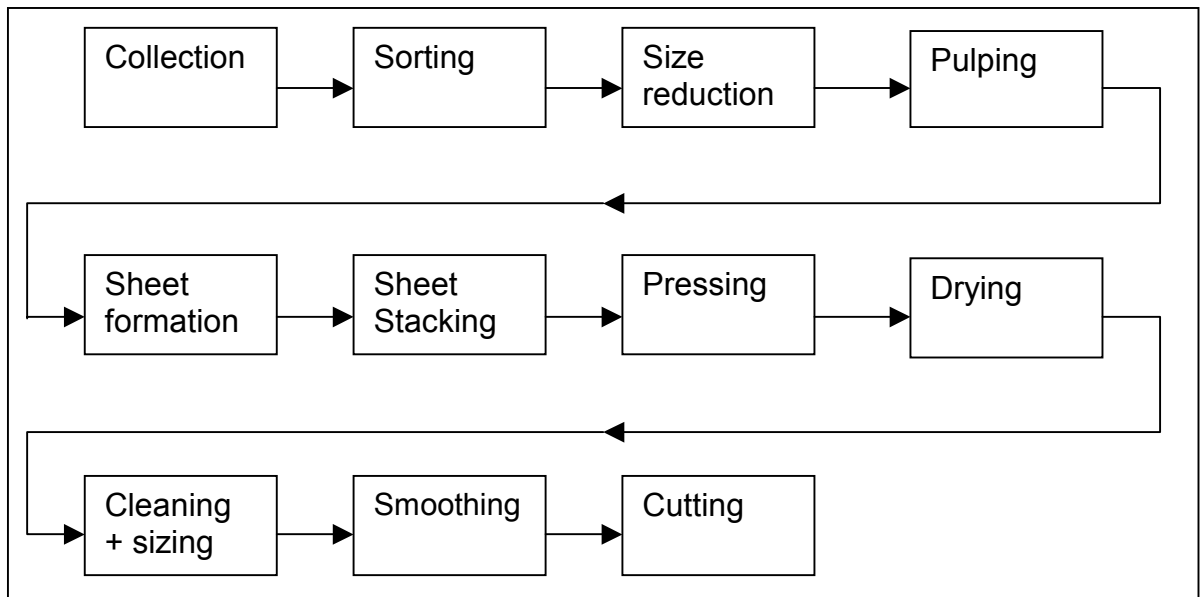 Collection
Sorting
Size
reduction
Pulping
Sheet
formation
Sheet
Stacking
Pressing
Drying
Cleaning
+ sizing
Smoothing
Cutting